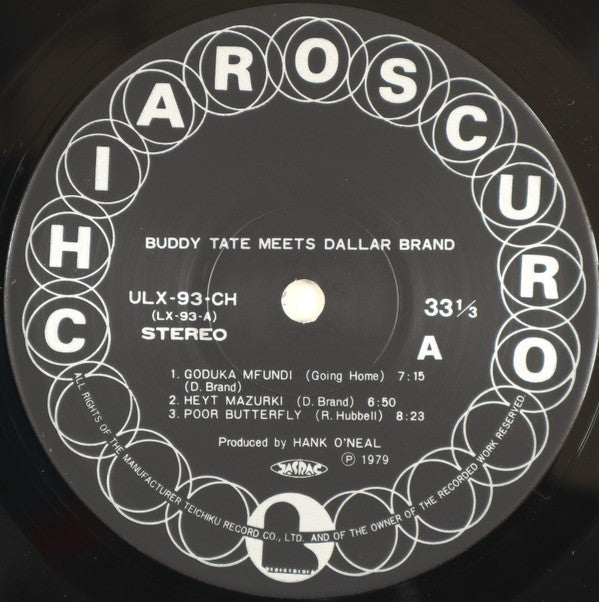 CHIAROSCURO
BUDDY TATE MEETS DALLAR BRAND
ULX-93-CH
(LX-93-A)
STEREO
33 1/3
A
1. GODUKA MFUNDI (Going Home) 7:15
(D. Brand)
2. HEYT MAZURKI (D. Brand) 6:50
3. POOR BUTTERFLY (R. Hubbell) 8:23
Produced by HANK O'NEAL
JASRAC
Ⓟ 1979
ALL RIGHTS OF THE MANUFACTURER TEICHIKU RECORD CO., LTD. AND OF THE OWNER OF THE RECORDED WORK RESERVED